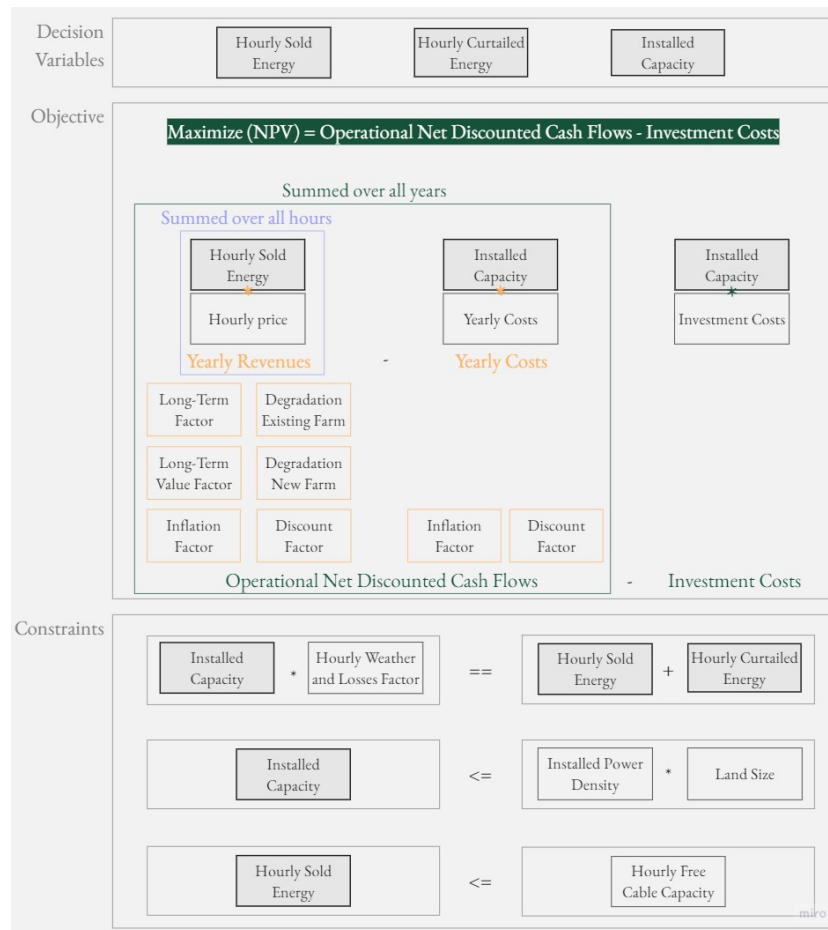 Decision
Variables
Hourly Sold
Energy
Hourly Curtailed
Energy
Installed
Capacity
Objective
Maximize (NPV) = Operational Net Discounted Cash Flows - Investment Costs
Summed over all years
Summed over all hours
Hourly Sold
Energy
*
Hourly price
Installed
Capacity
*
Yearly Costs
Installed
Capacity
*
Investment Costs
Yearly Revenues - Yearly Costs
Long-Term
Factor
Degradation
Existing Farm
Long-Term
Value Factor
Degradation
New Farm
Inflation
Factor
Discount
Factor
Inflation
Factor
Discount
Factor
Operational Net Discounted Cash Flows - Investment Costs
Constraints
Installed
Capacity
*
Hourly Weather
and Losses Factor
==
Hourly Sold
Energy
+
Hourly Curtailed
Energy
Installed
Capacity
<=
Installed Power
Density
*
Land Size
Hourly Sold
Energy
<=
Hourly Free
Cable Capacity
miro